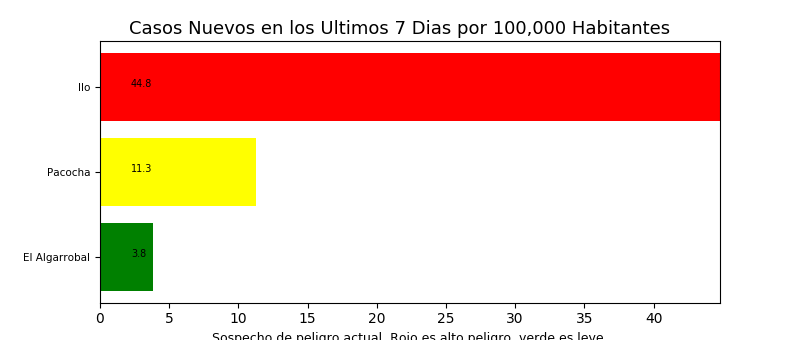 Casos Nuevos en los Ultimos 7 Dias por 100,000 Habitantes
Ilo
44.8
Pacocha
11.3
El Algarrobal
3.8
0 5 10 15 20 25 30 35 40
Sospecho de peligro actual. Rojo es alto peligro, verde es leve